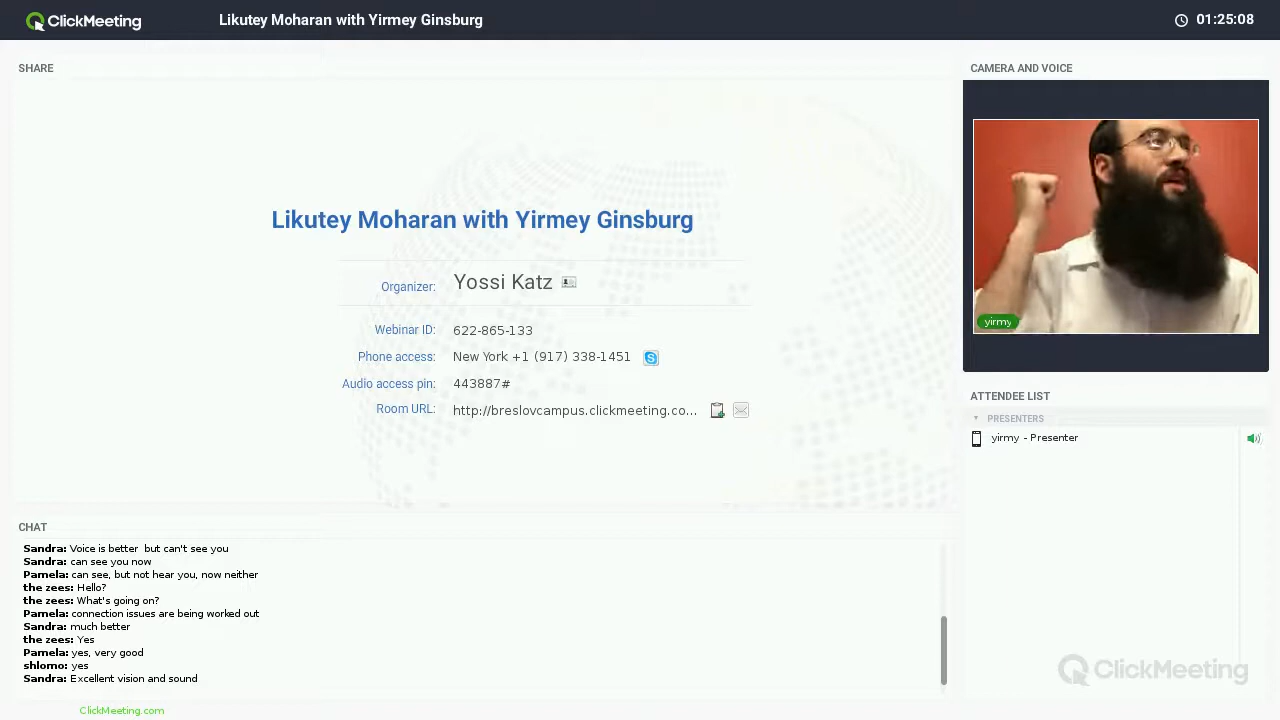 ClickMeeting
Likutey Moharan with Yirmey Ginsburg
01:25:08
SHARE
Likutey Moharan with Yirmey Ginsburg
Organizer: Yossi Katz
Webinar ID: 622-865-133
Phone access: New York +1 (917) 338-1451
Audio access pin: 443887#
Room URL: http://breslovcampus.clickmeeting.co...
CAMERA AND VOICE
yirmy
ATTENDEE LIST
PRESENTERS
yirmy - Presenter
CHAT
Sandra: Voice is better but can't see you
Sandra: can see you now
Pamela: can see, but not hear you, now neither
the zees: Hello?
the zees: What's going on?
Pamela: connection issues are being worked out
Sandra: much better
the zees: Yes
Pamela: yes, very good
shlomo: yes
Sandra: Excellent vision and sound
ClickMeeting
ClickMeeting.com